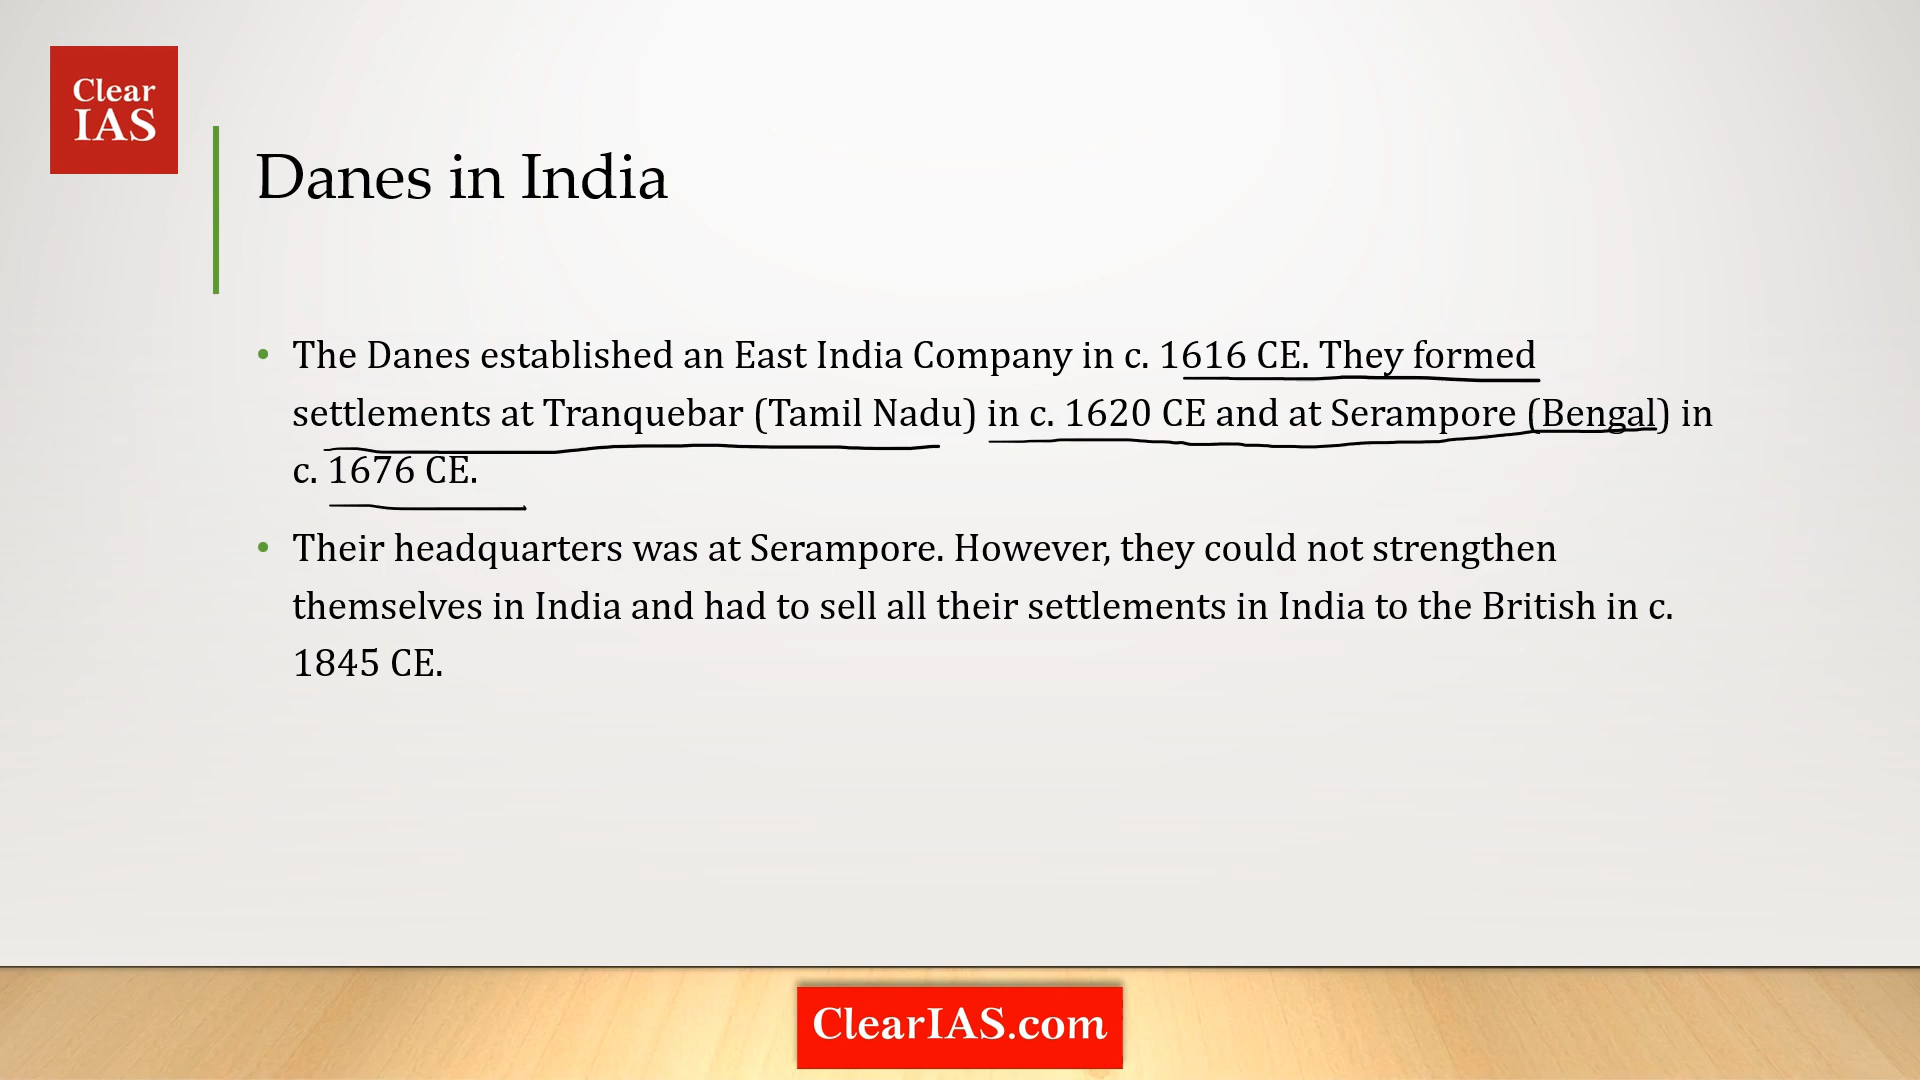 Clear
IAS
Danes in India
• The Danes established an East India Company in c. 1616 CE. They formed
settlements at Tranquebar (Tamil Nadu) in c. 1620 CE and at Serampore (Bengal) in
c. 1676 CE.
• Their headquarters was at Serampore. However, they could not strengthen
themselves in India and had to sell all their settlements in India to the British in c.
1845 CE.
ClearIAS.com